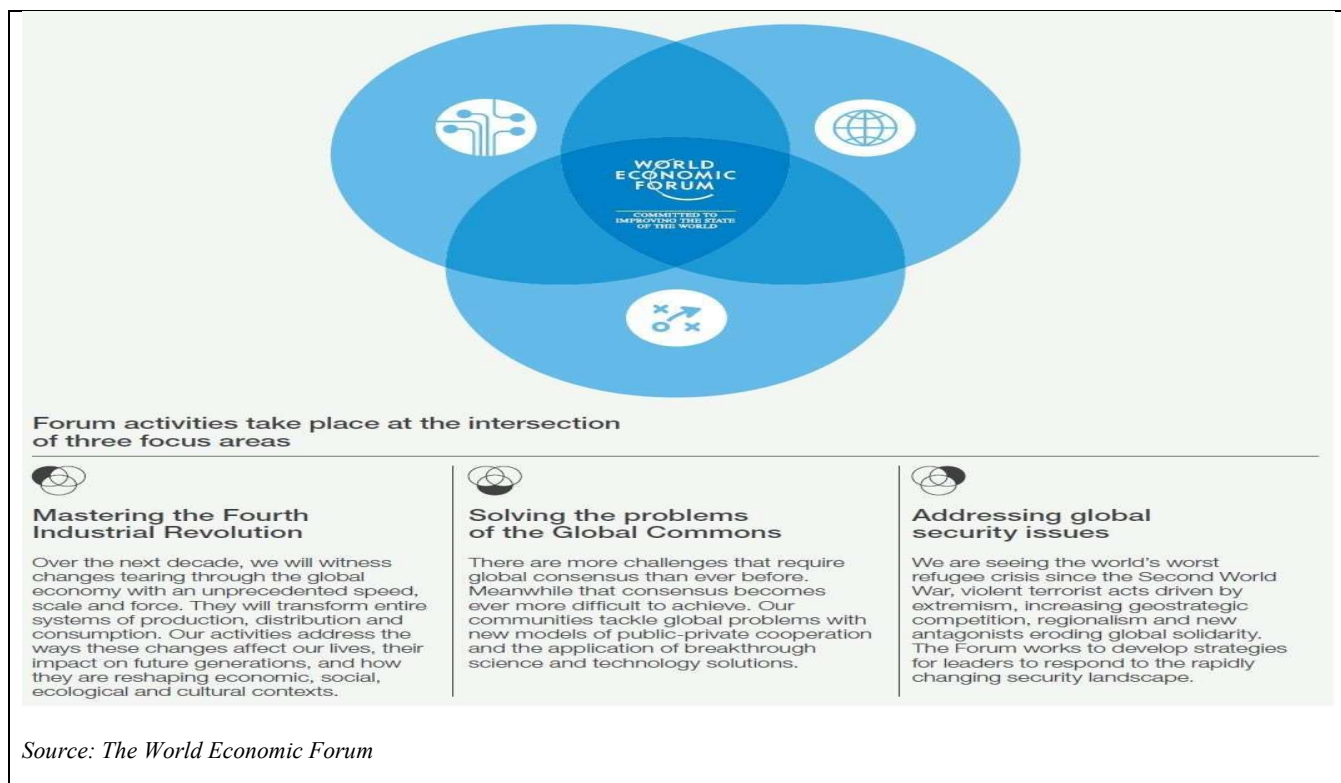 WORLD
ECONOMIC
FORUM
COMMITTED TO
IMPROVING THE STATE
OF THE WORLD
Forum activities take place at the intersection
of three focus areas
Mastering the Fourth
Industrial Revolution
Over the next decade, we will witness
changes tearing through the global
economy with an unprecedented speed,
scale and force. They will transform entire
systems of production, distribution and
consumption. Our activities address the
ways these changes affect our lives, their
impact on future generations, and how
they are reshaping economic, social,
ecological and cultural contexts.
Solving the problems
of the Global Commons
There are more challenges that require
global consensus than ever before.
Meanwhile that consensus becomes
ever more difficult to achieve. Our
communities tackle global problems with
new models of public-private cooperation
and the application of breakthrough
science and technology solutions.
Addressing global
security issues
We are seeing the world's worst
refugee crisis since the Second World
War, violent terrorist acts driven by
extremism, increasing geostrategic
competition, regionalism and new
antagonists eroding global solidarity.
The Forum works to develop strategies
for leaders to respond to the rapidly
changing security landscape.
Source: The World Economic Forum